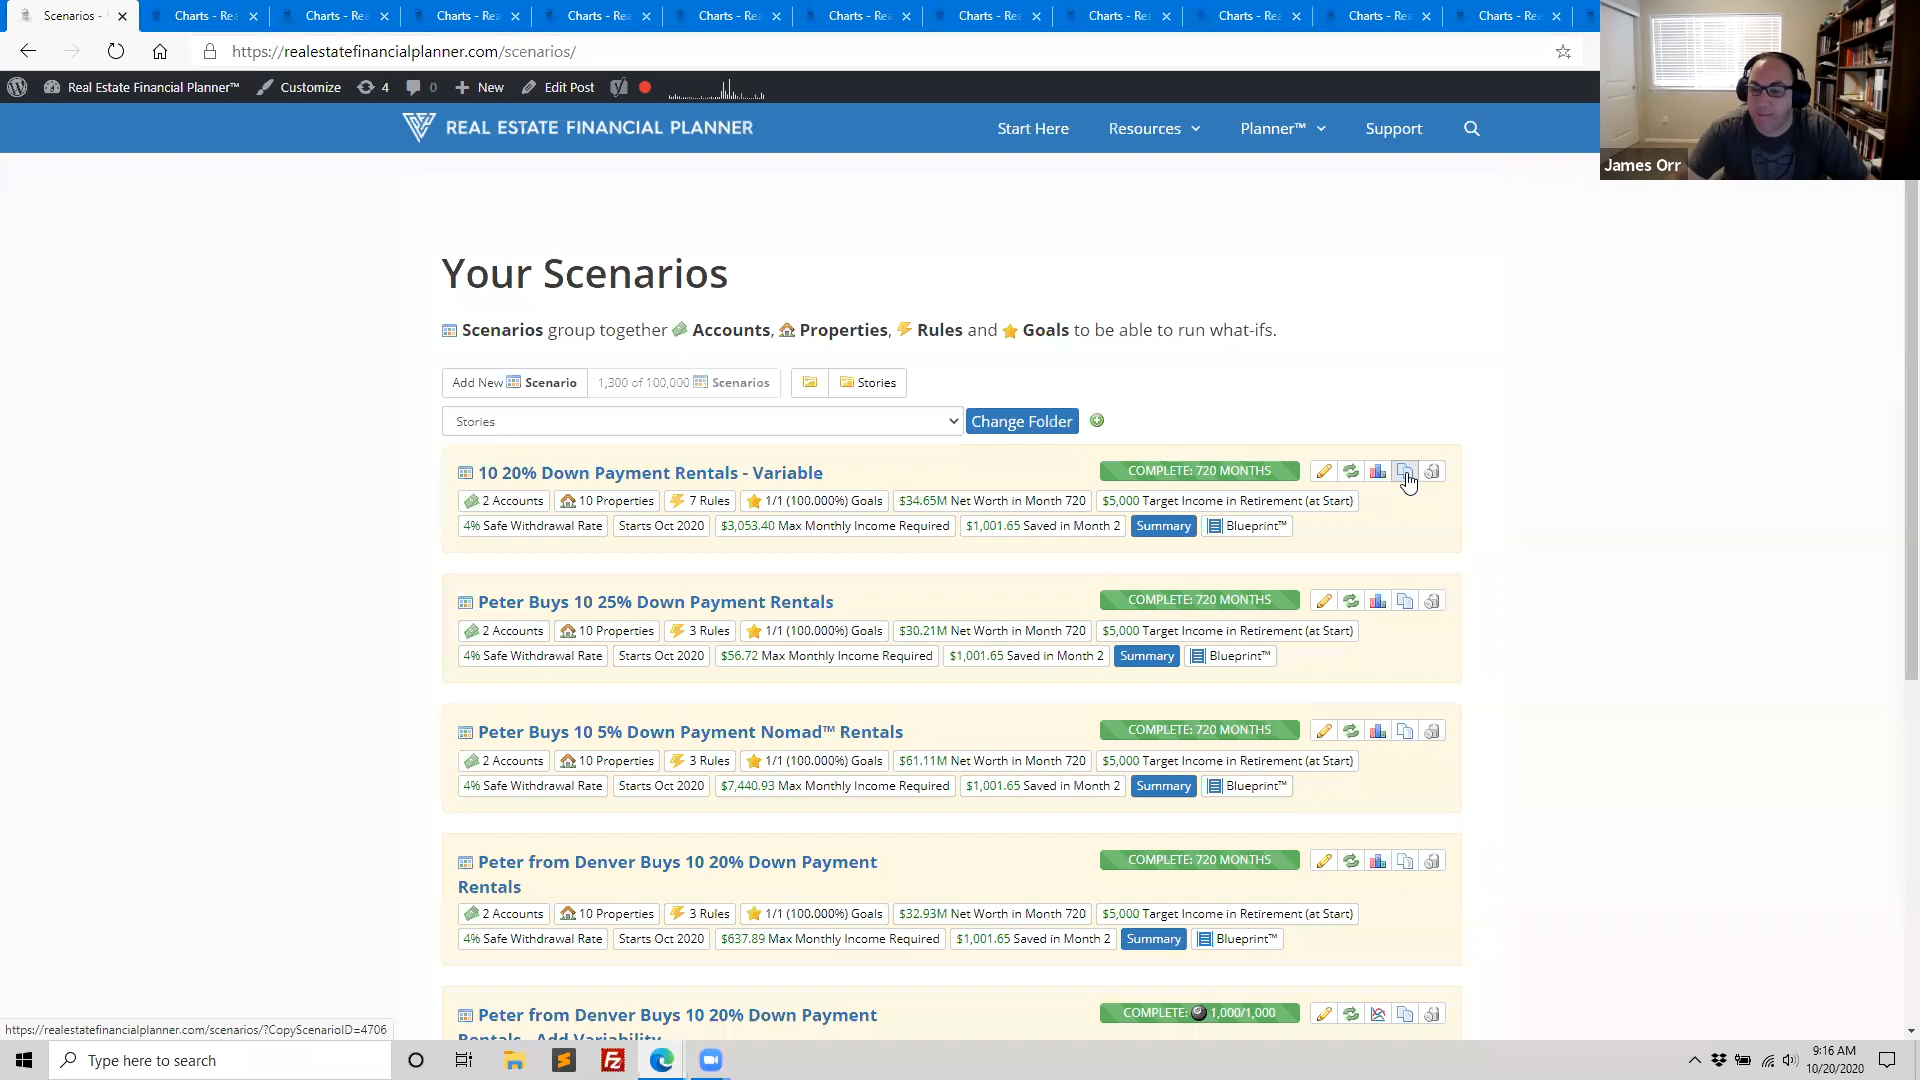 Scenarios -
Charts - Rea
Charts - Rea
Charts - Rea
Charts - Rea
Charts - Rea
Charts - Rea
Charts - Rea
Charts - Rea
Charts - Rea
Charts - Rea
Charts - Rea
https://realestatefinancialplanner.com/scenarios/
Real Estate Financial Planner™ Customize 4 0 New Edit Post
REAL ESTATE FINANCIAL PLANNER Start Here Resources Planner™ Support
James Orr
Your Scenarios
Scenarios group together Accounts, Properties, Rules and Goals to be able to run what-ifs.
Add New Scenario 1,300 of 100,000 Scenarios Stories
Stories Change Folder
10 20% Down Payment Rentals - Variable COMPLETE: 720 MONTHS
2 Accounts 10 Properties 7 Rules 1/1 (100.000%) Goals $34.65M Net Worth in Month 720 $5,000 Target Income in Retirement (at Start)
4% Safe Withdrawal Rate Starts Oct 2020 $3,053.40 Max Monthly Income Required $1,001.65 Saved in Month 2 Summary Blueprint™
Peter Buys 10 25% Down Payment Rentals COMPLETE: 720 MONTHS
2 Accounts 10 Properties 3 Rules 1/1 (100.000%) Goals $30.21M Net Worth in Month 720 $5,000 Target Income in Retirement (at Start)
4% Safe Withdrawal Rate Starts Oct 2020 $56.72 Max Monthly Income Required $1,001.65 Saved in Month 2 Summary Blueprint™
Peter Buys 10 5% Down Payment Nomad™ Rentals COMPLETE: 720 MONTHS
2 Accounts 10 Properties 3 Rules 1/1 (100.000%) Goals $61.11M Net Worth in Month 720 $5,000 Target Income in Retirement (at Start)
4% Safe Withdrawal Rate Starts Oct 2020 $7,440.93 Max Monthly Income Required $1,001.65 Saved in Month 2 Summary Blueprint™
Peter from Denver Buys 10 20% Down Payment COMPLETE: 720 MONTHS
Rentals
2 Accounts 10 Properties 3 Rules 1/1 (100.000%) Goals $32.93M Net Worth in Month 720 $5,000 Target Income in Retirement (at Start)
4% Safe Withdrawal Rate Starts Oct 2020 $637.89 Max Monthly Income Required $1,001.65 Saved in Month 2 Summary Blueprint™
Peter from Denver Buys 10 20% Down Payment COMPLETE: 1,000/1,000
Rentals - Add Variability
https://realestatefinancialplanner.com/scenarios/?CopyScenarioID=4706
Type here to search
9:16 AM
10/20/2020